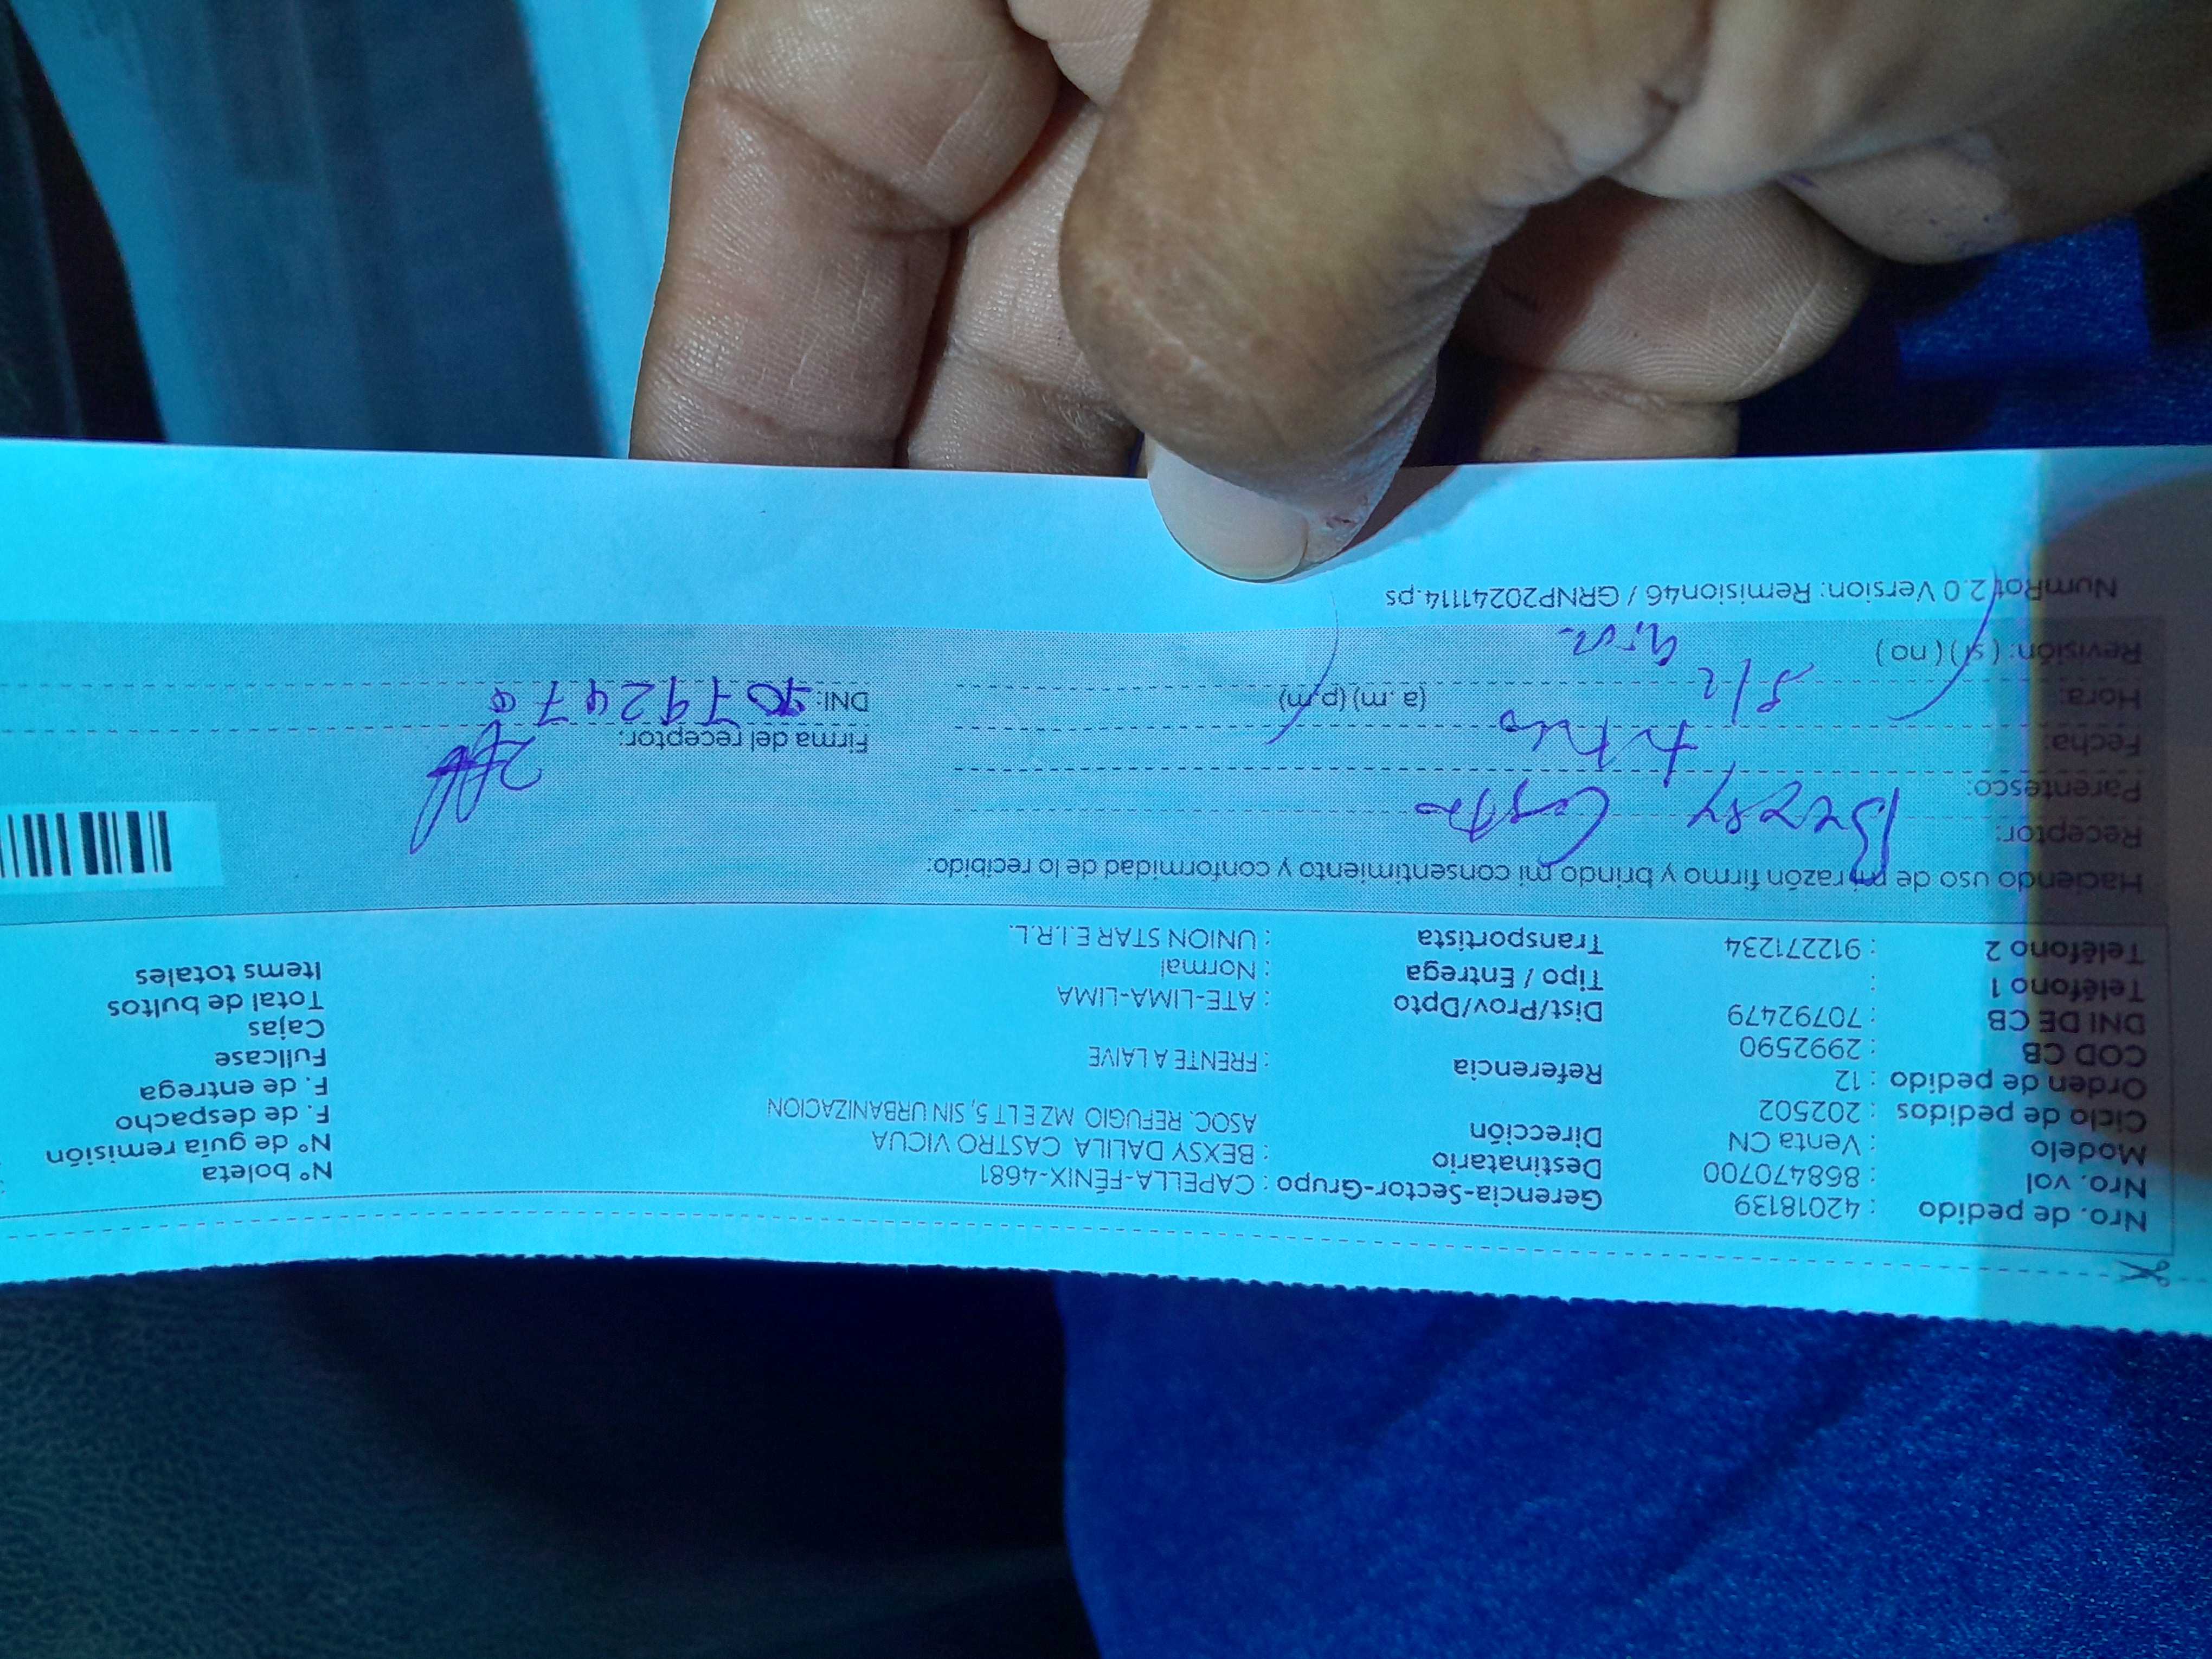 Nro. de pedido : 42018139 Gerencia-Sector-Grupo : CAPELLA-FÉNIX-4681 N° boleta
Nro. vol : 868470700 Destinatario : BEXSY DALILA CASTRO VICUA N° de guía remisión
Modelo : Venta CN Dirección ASOC. REFUGIO MZ E LT 5, SIN URBANIZACION F. de despacho
Ciclo de pedidos : 202502 F. de entrega
Orden de pedido : 12 Referencia : FRENTE A LAIVE Fullcase
COD CB : 2992590 Cajas
DNI DE CB : 70792479 Dist/Prov/Dpto : ATE-LIMA-LIMA Total de bultos
Teléfono 1 : Tipo / Entrega : Normal Items totales
Teléfono 2 : 912271234 Transportista : UNION STAR E.I.R.L.
Haciendo uso de mi razón firmo y brindo mi consentimiento y conformidad de lo recibido:
Receptor: Bexsy Castro
Parentesco:
Fecha: Firma del receptor:
Hora: (a. m) (p.m) DNI:
Revisión: ( si ) ( no )
NumRot 2.0 Version: Remision46 / GRNP20241114.ps